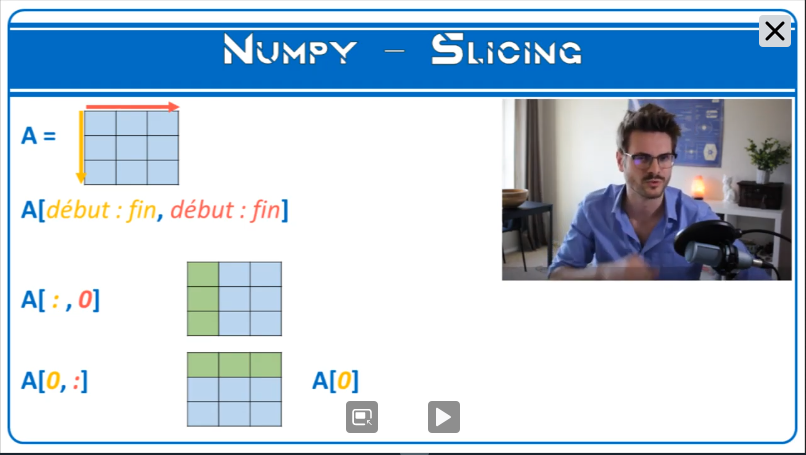 NUMPY – SLICING
A =
A[début : fin, début : fin]
A[ : , 0]
A[0, :]
A[0]